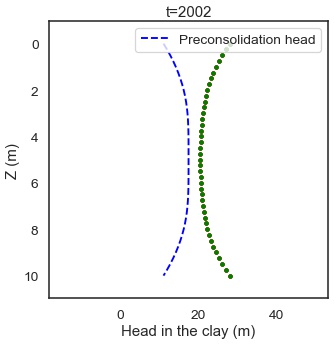 t=2002
Preconsolidation head
0
2
4
6
8
10
Z (m)
0 20 40
Head in the clay (m)